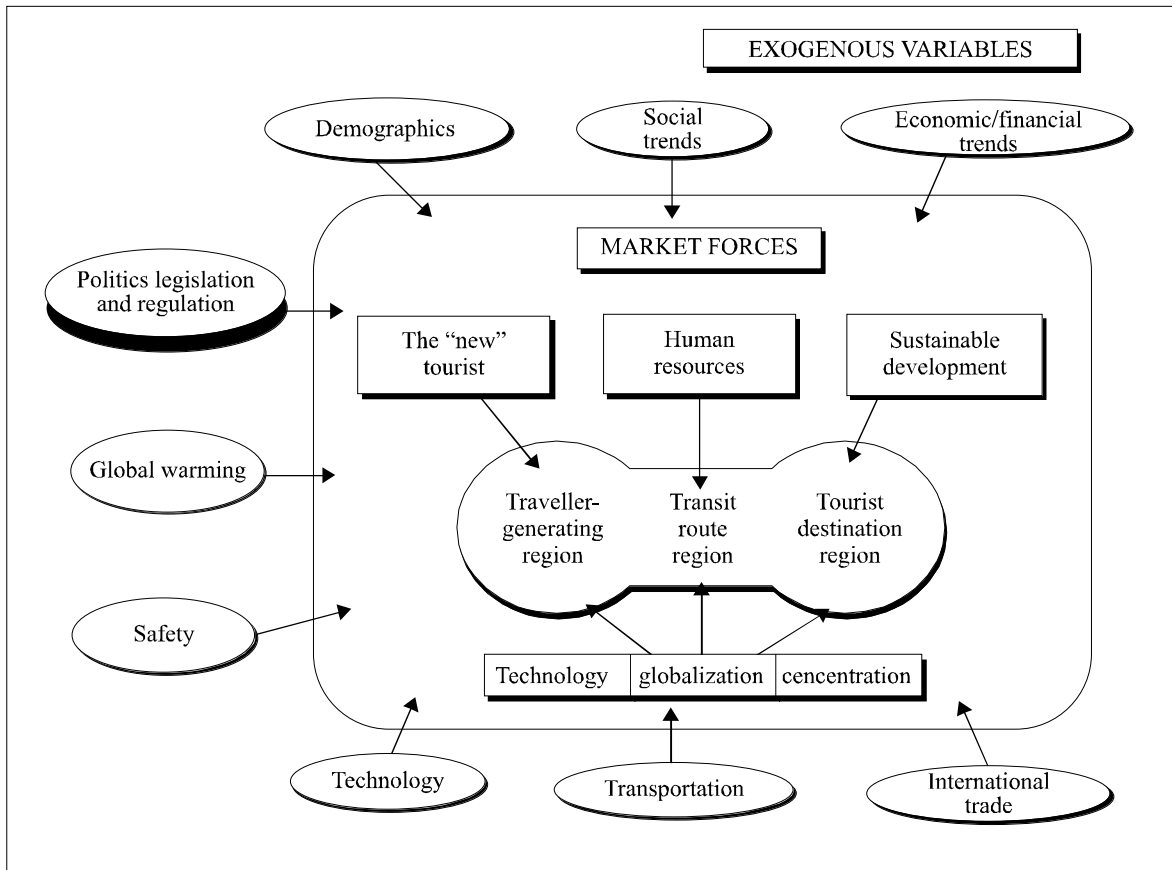 EXOGENOUS VARIABLES
Demographics
Social
trends
Economic/financial
trends
MARKET FORCES
Politics legislation
and regulation
The “new”
tourist
Human
resources
Sustainable
development
Global warming
Traveller-
generating
region
Transit
route
region
Tourist
destination
region
Safety
Technology
globalization
cencentration
Technology
Transportation
International
trade